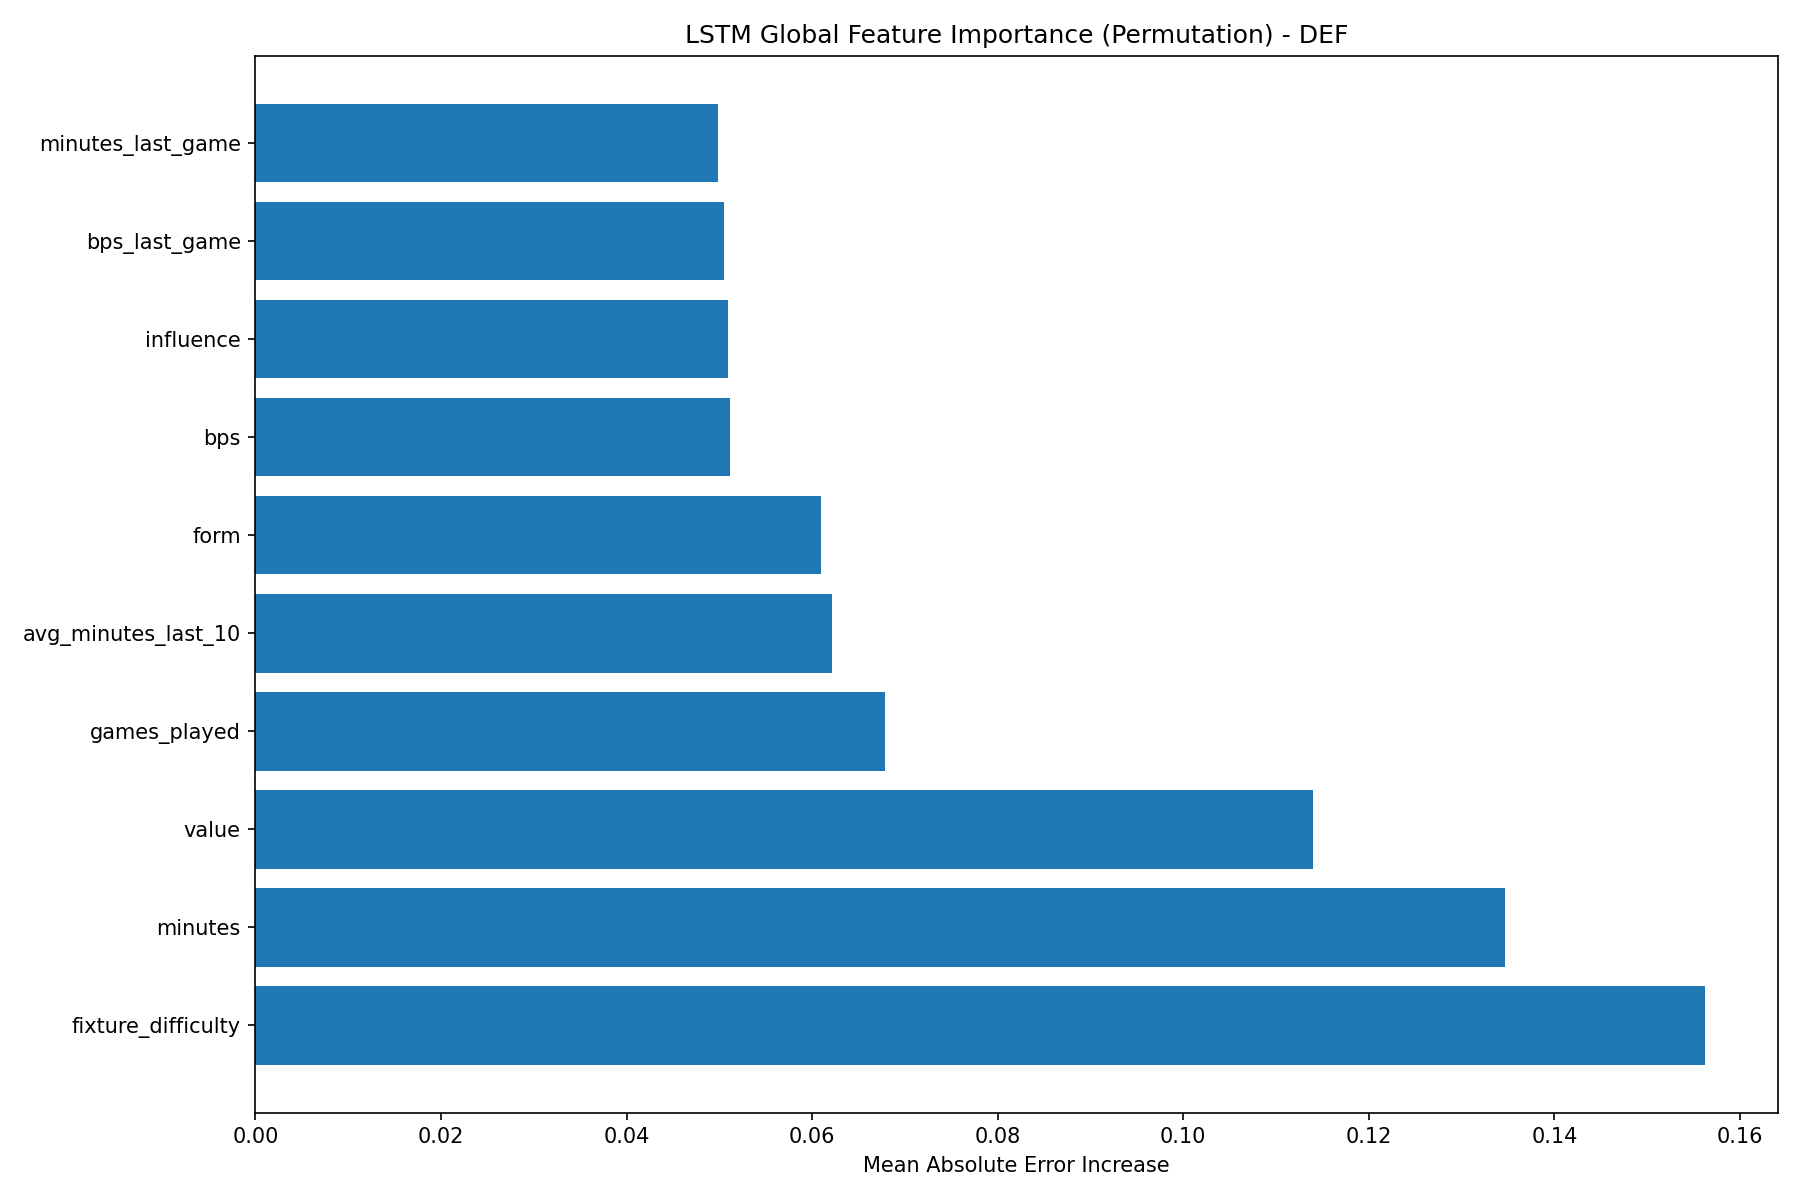 LSTM Global Feature Importance (Permutation) - DEF
minutes_last_game
bps_last_game
influence
bps
form
avg_minutes_last_10
games_played
value
minutes
fixture_difficulty
0.00 0.02 0.04 0.06 0.08 0.10 0.12 0.14 0.16
Mean Absolute Error Increase